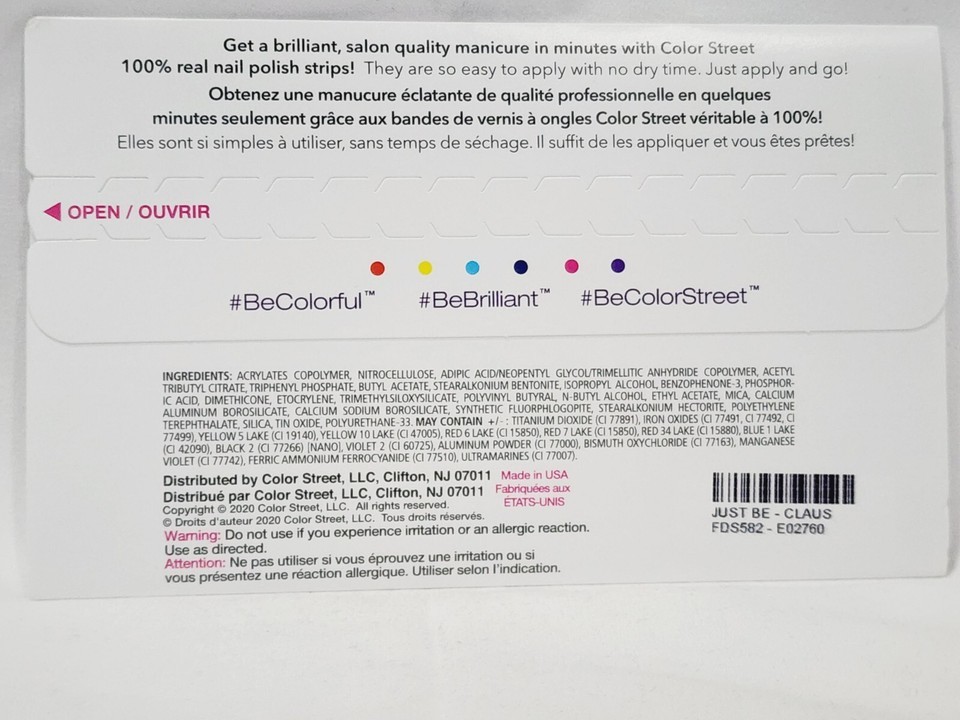 Get a brilliant, salon quality manicure in minutes with Color Street
100% real nail polish strips! They are so easy to apply with no dry time. Just apply and go!
Obtenez une manucure éclatante de qualité professionnelle en quelques
minutes seulement grâce aux bandes de vernis à ongles Color Street véritable à 100%!
Elles sont si simples à utiliser, sans temps de séchage. Il suffit de les appliquer et vous êtes prêtes!
OPEN / OUVRIR
#BeColorful™ #BeBrilliant™ #BeColorStreet™
INGREDIENTS: ACRYLATES COPOLYMER, NITROCELLULOSE, ADIPIC ACID/NEOPENTYL GLYCOL/TRIMELLITIC ANHYDRIDE COPOLYMER, ACETYL
TRIBUTYL CITRATE, TRIPHENYL PHOSPHATE, BUTYL ACETATE, STEARALKONIUM BENTONITE, ISOPROPYL ALCOHOL, BENZOPHENONE-3, PHOSPHOR-
IC ACID, DIMETHICONE, ETOCRYLENE, TRIMETHYLSILOXYSILICATE, POLYVINYL BUTYRAL, N-BUTYL ALCOHOL, ETHYL ACETATE, MICA, CALCIUM
ALUMINUM BOROSILICATE, CALCIUM SODIUM BOROSILICATE, SYNTHETIC FLUORPHLOGOPITE, STEARALKONIUM HECTORITE, POLYETHYLENE
TEREPHTHALATE, SILICA, TIN OXIDE, POLYURETHANE-33. MAY CONTAIN +/- : TITANIUM DIOXIDE (CI 77891), IRON OXIDES (CI 77491, CI 77492, CI
77499), YELLOW 5 LAKE (CI 19140), YELLOW 10 LAKE (CI 47005), RED 6 LAKE (CI 15850), RED 7 LAKE (CI 15850), RED 34 LAKE (CI 15880), BLUE 1 LAKE
(CI 42090), BLACK 2 (CI 77266) [NANO], VIOLET 2 (CI 60725), ALUMINUM POWDER (CI 77000), BISMUTH OXYCHLORIDE (CI 77163), MANGANESE
VIOLET (CI 77742), FERRIC AMMONIUM FERROCYANIDE (CI 77510), ULTRAMARINES (CI 77007).
Distributed by Color Street, LLC, Clifton, NJ 07011
Distribué par Color Street, LLC, Clifton, NJ 07011
Made in USA
Fabriquées aux
ÉTATS-UNIS
Copyright © 2020 Color Street, LLC. All rights reserved.
© Droits d'auteur 2020 Color Street, LLC. Tous droits réservés.
Warning: Do not use if you experience irritation or an allergic reaction.
Use as directed.
Attention: Ne pas utiliser si vous éprouvez une irritation ou si
vous présentez une réaction allergique. Utiliser selon l'indication.
JUST BE - CLAUS
FDS582 - E02760